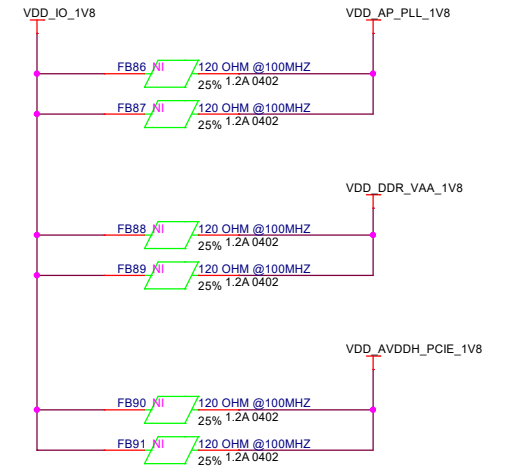 VDD_IO_1V8
VDD_AP_PLL_1V8
FB86 NI 120 OHM @100MHZ
25% 1.2A 0402
FB87 NI 120 OHM @100MHZ
25% 1.2A 0402
VDD_DDR_VAA_1V8
FB88 NI 120 OHM @100MHZ
25% 1.2A 0402
FB89 NI 120 OHM @100MHZ
25% 1.2A 0402
VDD_AVDDH_PCIE_1V8
FB90 NI 120 OHM @100MHZ
25% 1.2A 0402
FB91 NI 120 OHM @100MHZ
25% 1.2A 0402